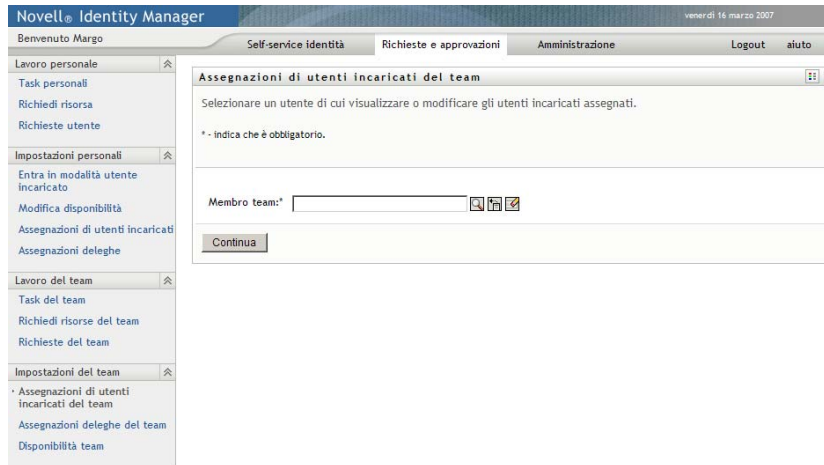 Novell® Identity Manager
venerdì 16 marzo 2007
Benvenuto Margo
Self-service identità
Richieste e approvazioni
Amministrazione
Logout
aiuto
Lavoro personale
Task personali
Richiedi risorsa
Richieste utente
Impostazioni personali
Entra in modalità utente
incaricato
Modifica disponibilità
Assegnazioni di utenti incaricati
Assegnazioni deleghe
Lavoro del team
Task del team
Richiedi risorse del team
Richieste del team
Impostazioni del team
Assegnazioni di utenti
incaricati del team
Assegnazioni deleghe del team
Disponibilità team
Assegnazioni di utenti incaricati del team
Selezionare un utente di cui visualizzare o modificare gli utenti incaricati assegnati.
* - indica che è obbligatorio.
Membro team:*
Continua